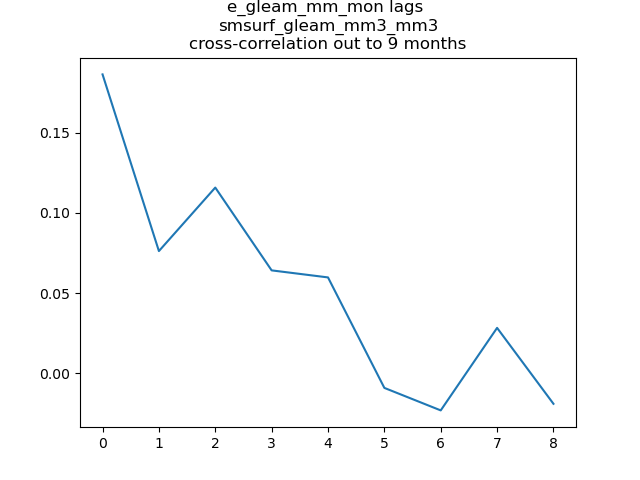 e_gleam_mm_mon lags
smsurf_gleam_mm3_mm3
cross-correlation out to 9 months
0.15
0.10
0.05
0.00
0 1 2 3 4 5 6 7 8